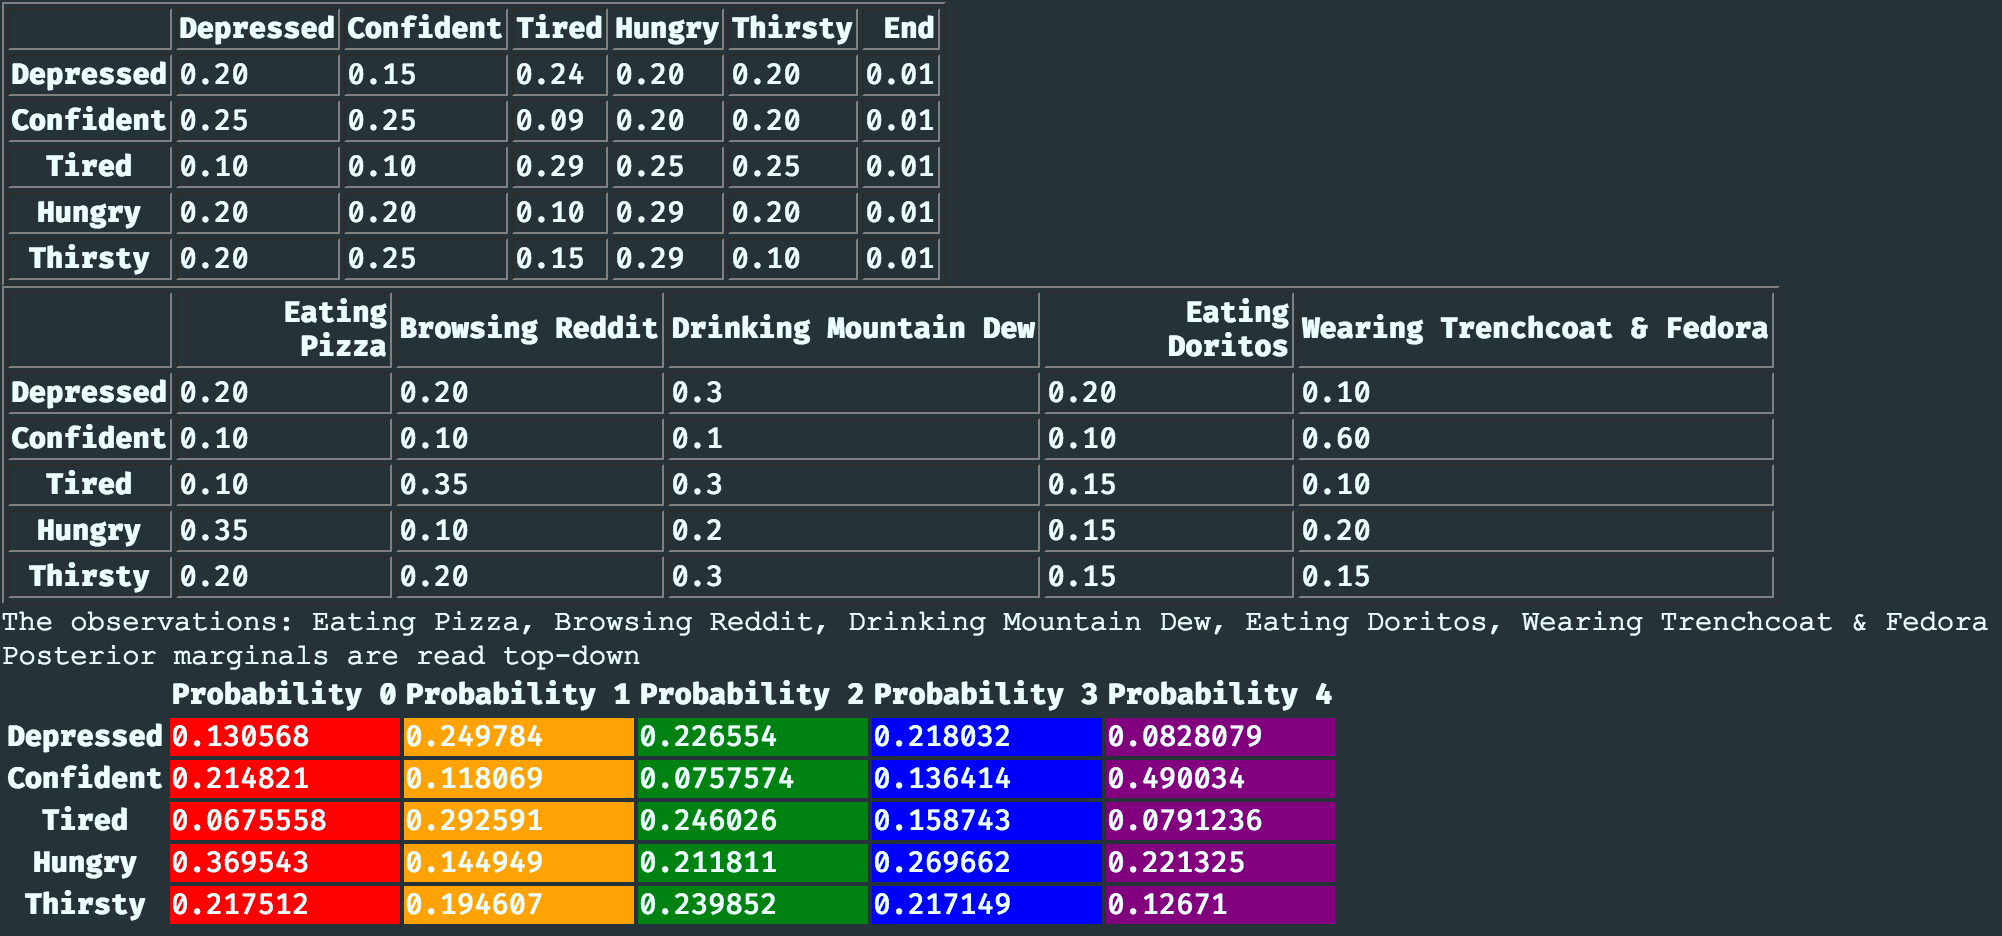 Depressed Confident Tired Hungry Thirsty End
Depressed 0.20 0.15 0.24 0.20 0.20 0.01
Confident 0.25 0.25 0.09 0.20 0.20 0.01
Tired 0.10 0.10 0.29 0.25 0.25 0.01
Hungry 0.20 0.20 0.10 0.29 0.20 0.01
Thirsty 0.20 0.25 0.15 0.29 0.10 0.01
Eating Pizza Browsing Reddit Drinking Mountain Dew Eating Doritos Wearing Trenchcoat & Fedora
Depressed 0.20 0.20 0.3 0.20 0.10
Confident 0.10 0.10 0.1 0.10 0.60
Tired 0.10 0.35 0.3 0.15 0.10
Hungry 0.35 0.10 0.2 0.15 0.20
Thirsty 0.20 0.20 0.3 0.15 0.15
The observations: Eating Pizza, Browsing Reddit, Drinking Mountain Dew, Eating Doritos, Wearing Trenchcoat & Fedora
Posterior marginals are read top-down
Probability 0 Probability 1 Probability 2 Probability 3 Probability 4
Depressed 0.130568 0.249784 0.226554 0.218032 0.0828079
Confident 0.214821 0.118069 0.0757574 0.136414 0.490034
Tired 0.0675558 0.292591 0.246026 0.158743 0.0791236
Hungry 0.369543 0.144949 0.211811 0.269662 0.221325
Thirsty 0.217512 0.194607 0.239852 0.217149 0.12671